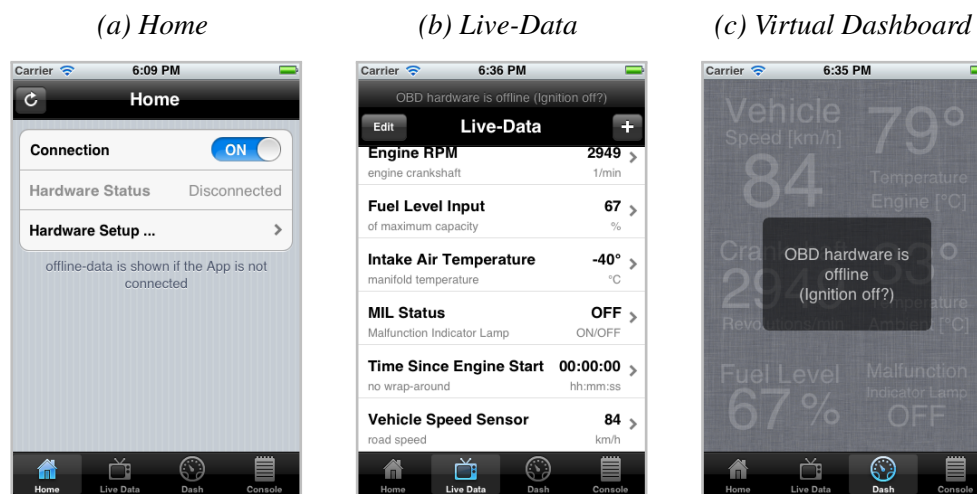 (a) Home
Carrier 6:09 PM
Home
Connection ON
Hardware Status Disconnected
Hardware Setup ...
offline-data is shown if the App is not
connected
Home Live Data Dash Console
(b) Live-Data
Carrier 6:36 PM
OBD hardware is offline (Ignition off?)
Edit Live-Data +
Engine RPM 2949
engine crankshaft 1/min
Fuel Level Input 67
of maximum capacity %
Intake Air Temperature -40°
manifold temperature °C
MIL Status OFF
Malfunction Indicator Lamp ON/OFF
Time Since Engine Start 00:00:00
no wrap-around hh:mm:ss
Vehicle Speed Sensor 84
road speed km/h
Home Live Data Dash Console
(c) Virtual Dashboard
Carrier 6:35 PM
Vehicle
Speed [km/h]
84
79°
Temperature
Engine [°C]
OBD hardware is
offline
(Ignition off?)
2949
Revolutions/min
33°
Temperature
Ambient [°C]
Fuel Level
67%
Malfunction
Indicator Lamp
OFF
Home Live Data Dash Console